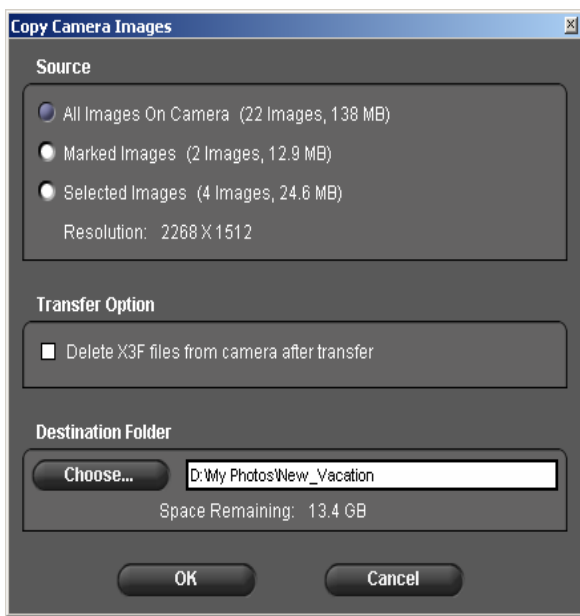 Copy Camera Images
Source
All Images On Camera (22 Images, 138 MB)
Marked Images (2 Images, 12.9 MB)
Selected Images (4 Images, 24.6 MB)
Resolution: 2268 X 1512
Transfer Option
Delete X3F files from camera after transfer
Destination Folder
Choose... D:\My Photos\New_Vacation
Space Remaining: 13.4 GB
OK Cancel